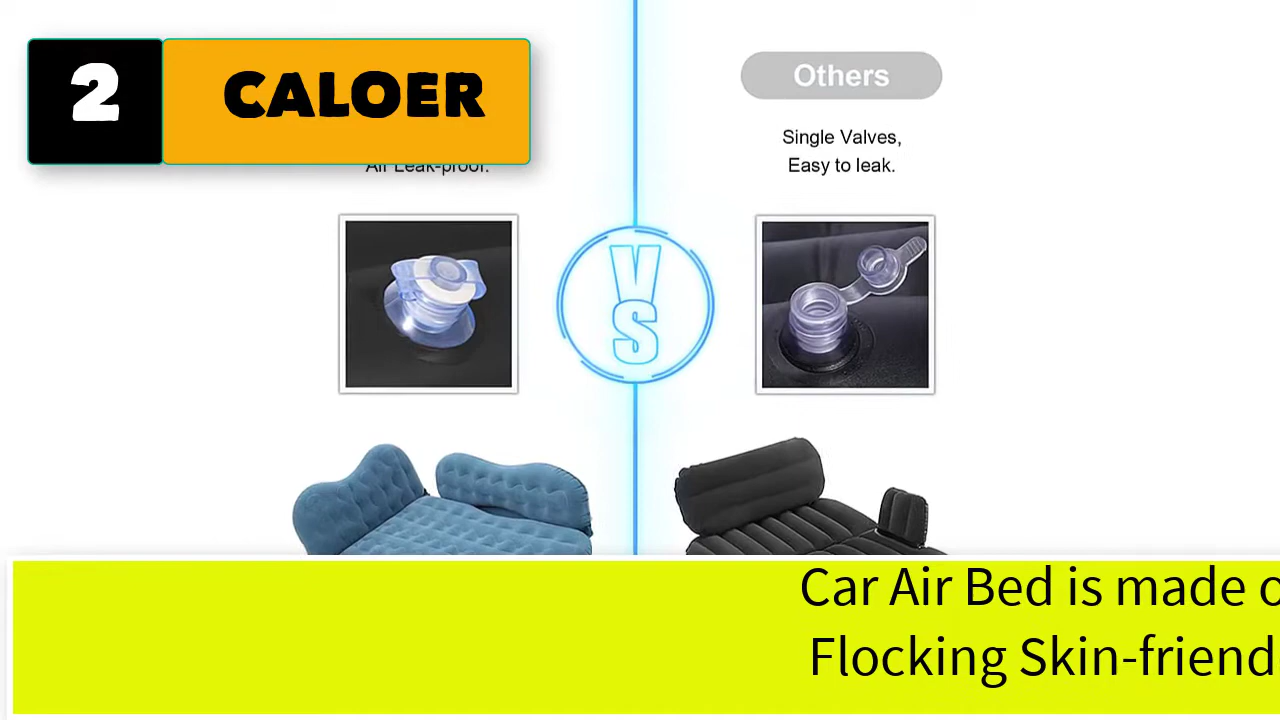 2
CALOER
Others
Single Valves,
Easy to leak.
Air Leak-proof.
VS
Car Air Bed is made o
Flocking Skin-friend